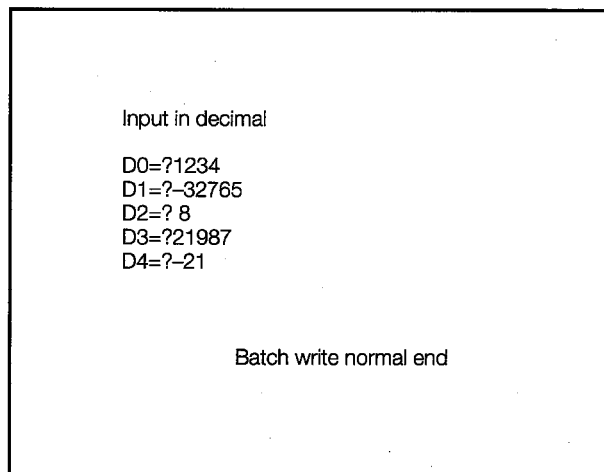 Input in decimal
D0=?1234
D1=?–32765
D2=? 8
D3=?21987
D4=?–21
Batch write normal end